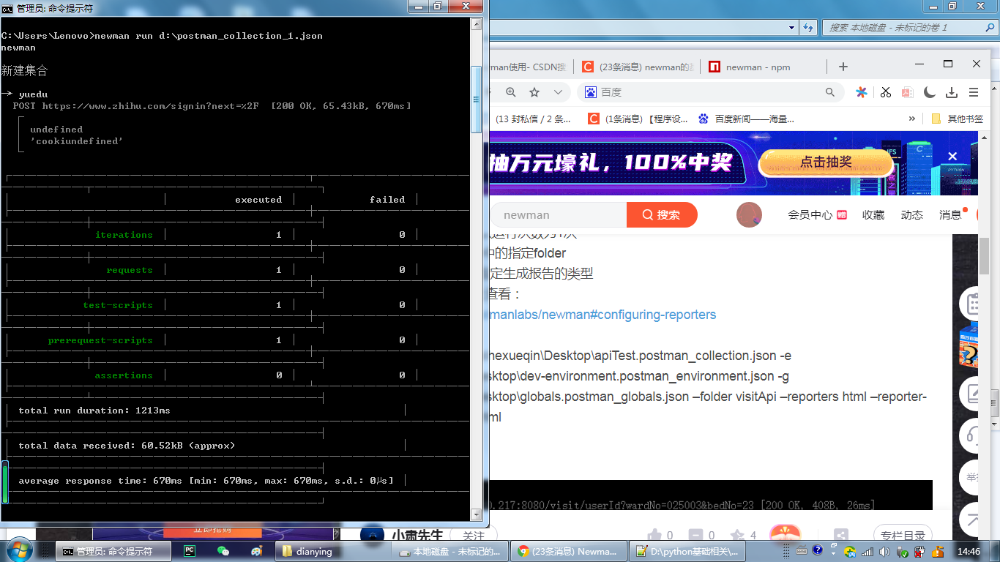 管理员: 命令提示符
C:\Users\Lenovo>newman run d:\postman_collection_1.json
newman
新建集合
→ yuedu
POST https://www.zhihu.com/signin?next=%2F [200 OK, 65.43kB, 670ms]
undefined
'cookiundefined'
executed failed
iterations 1 0
requests 1 0
test-scripts 1 0
prerequest-scripts 1 0
assertions 0 0
total run duration: 1213ms
total data received: 60.52kB (approx)
average response time: 670ms [min: 670ms, max: 670ms, s.d.: 0μs]
搜索 本地磁盘 - 未标记的卷 1
man使用- CSDN搜
(23条消息) newman的基
newman - npm
百度
(13 封私信 / 2 条...
(1条消息) 【程序设...
百度新闻——海量...
» 其他书签
抽万元壕礼，100%中奖
点击抽奖
newman
搜索
会员中心
收藏
动态
消息
运行次数为1次
中的指定folder
定生成报告的类型
查看：
manlabs/newman#configuring-reporters
hexueqin\Desktop\apiTest.postman_collection.json -e
sktop\dev-environment.postman_environment.json -g
sktop\globals.postman_globals.json –folder visitApi –reporters html –reporter-
ml
0.217:8080/visit/userId?wardNo=025003&bedNo=23 [200 OK, 408B, 26ms]
举报
立即抢购
小肃先生
关注
0
0
4
专栏目录
管理员: 命令提示符
PC
dianying
本地磁盘 - 未标记的...
(23条消息) Newma...
D:\python基础相关\...
14:46